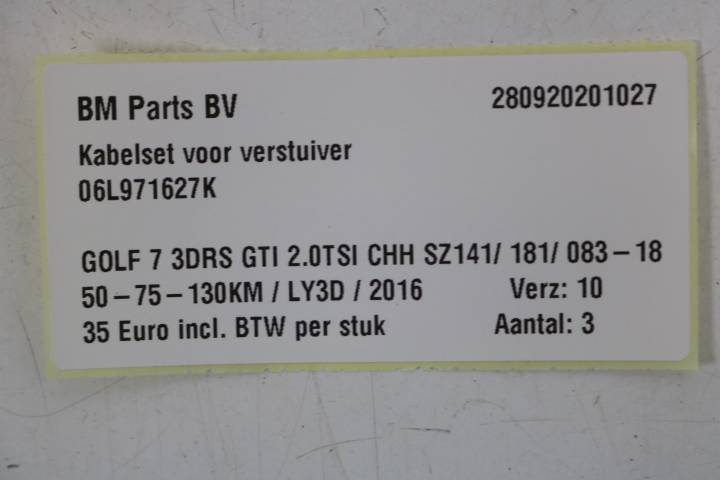 BM Parts BV 280920201027
Kabelset voor verstuiver
06L971627K
GOLF 7 3DRS GTI 2.0TSI CHH SZ141/ 181/ 083-18
50-75-130KM / LY3D / 2016 Verz: 10
35 Euro incl. BTW per stuk Aantal: 3